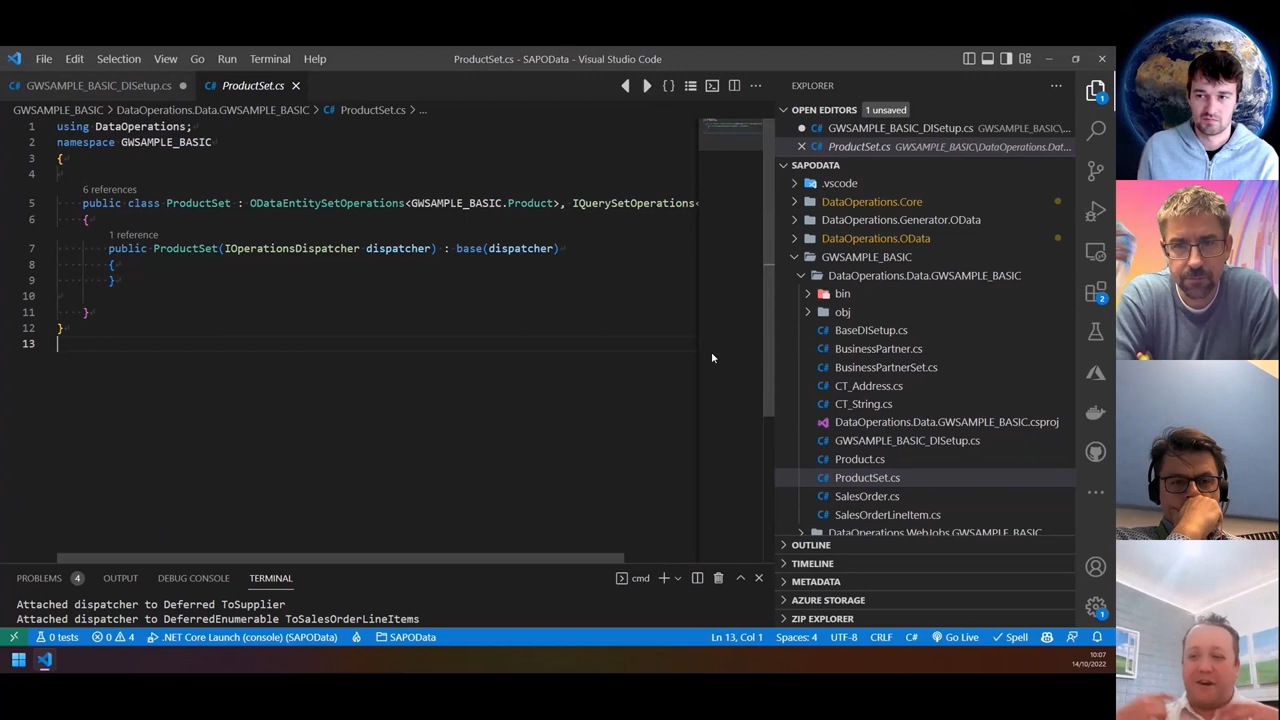 File Edit Selection View Go Run Terminal Help
ProductSet.cs - SAPOData - Visual Studio Code
GWSAMPLE_BASIC_DISetup.cs
ProductSet.cs
GWSAMPLE_BASIC > DataOperations.Data.GWSAMPLE_BASIC > ProductSet.cs > ...
1 using DataOperations;
2 namespace GWSAMPLE_BASIC
3 {
4
6 references
5 public class ProductSet : ODataEntitySetOperations<GWSAMPLE_BASIC.Product>, IQuerySetOperations<
6 {
1 reference
7 public ProductSet(IOperationsDispatcher dispatcher) : base(dispatcher)
8 {
9 }
10
11 }
12 }
13
EXPLORER
OPEN EDITORS 1 unsaved
GWSAMPLE_BASIC_DISetup.cs GWSAMPLE_BASIC\...
ProductSet.cs GWSAMPLE_BASIC\DataOperations.Dat...
SAPODATA
.vscode
DataOperations.Core
DataOperations.Generator.OData
DataOperations.OData
GWSAMPLE_BASIC
DataOperations.Data.GWSAMPLE_BASIC
bin
obj
BaseDISetup.cs
BusinessPartner.cs
BusinessPartnerSet.cs
CT_Address.cs
CT_String.cs
DataOperations.Data.GWSAMPLE_BASIC.csproj
GWSAMPLE_BASIC_DISetup.cs
Product.cs
ProductSet.cs
SalesOrder.cs
SalesOrderLineItem.cs
DataOperations.WebJobs.GWSAMPLE_BASIC
OUTLINE
TIMELINE
METADATA
AZURE STORAGE
ZIP EXPLORER
1
2
PROBLEMS 4 OUTPUT DEBUG CONSOLE TERMINAL
cmd
Attached dispatcher to Deferred ToSupplier
Attached dispatcher to DeferredEnumerable ToSalesOrderLineItems
0 tests 0 4 .NET Core Launch (console) (SAPOData) SAPOData
Ln 13, Col 1 Spaces: 4 UTF-8 CRLF C# Go Live Spell
10:07
14/10/2022